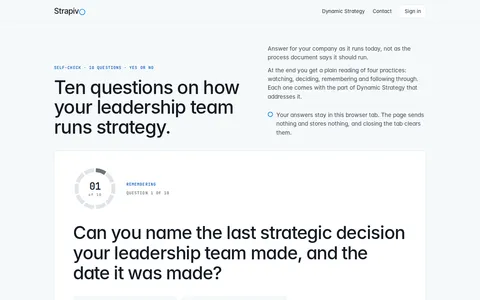 Strapivo
Dynamic Strategy
Contact
Sign in
SELF-CHECK · 10 QUESTIONS · YES OR NO
Ten questions on how
your leadership team
runs strategy.
Answer for your company as it runs today, not as the
process document says it should run.
At the end you get a plain reading of four practices:
watching, deciding, remembering and following through.
Each one comes with the part of Dynamic Strategy that
addresses it.
Your answers stay in this browser tab. The page sends
nothing and stores nothing, and closing the tab clears
them.
01
OF 10
REMEMBERING
QUESTION 1 OF 10
Can you name the last strategic decision
your leadership team made, and the
date it was made?